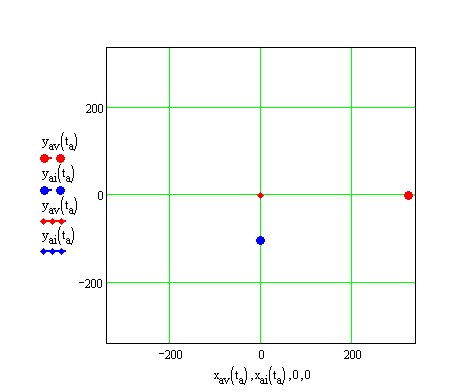 200
y_av(t_a)
y_ai(t_a)
0
y_av(t_a)
y_ai(t_a)
-200
-200 0 200
x_av(t_a),x_ai(t_a),0,0